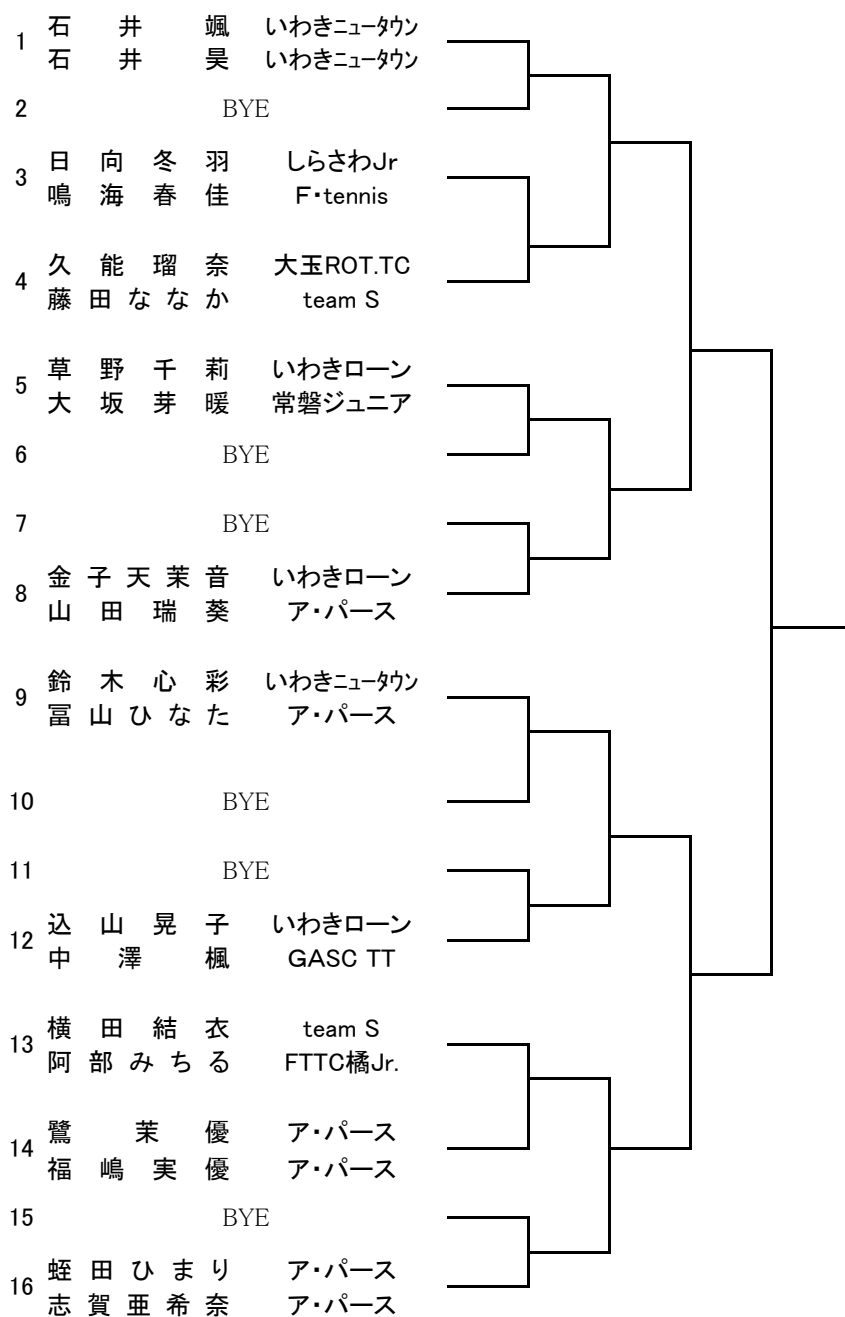 1 石井颯 いわきニュータウン
石井昊 いわきニュータウン
2 BYE
3 日向冬羽 しらさわJr
鳴海春佳 F・tennis
4 久能瑠奈 大玉ROT.TC
藤田ななか team S
5 草野千莉 いわきローン
大坂芽暖 常磐ジュニア
6 BYE
7 BYE
8 金子天茉音 いわきローン
山田瑞葵 ア・パース
9 鈴木心彩 いわきニュータウン
冨山ひなた ア・パース
10 BYE
11 BYE
12 込山晃子 いわきローン
中澤楓 GASC TT
13 横田結衣 team S
阿部みちる FTTC橘Jr.
14 鷺茉優 ア・パース
福嶋実優 ア・パース
15 BYE
16 蛭田ひまり ア・パース
志賀亜希奈 ア・パース